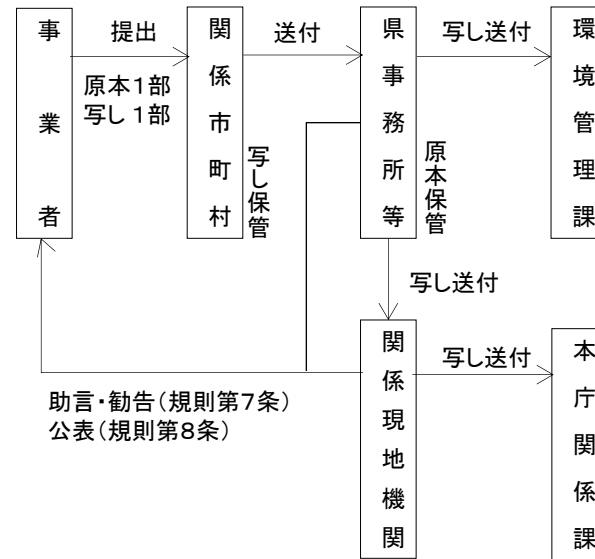 事業者
提出
原本1部
写し1部
関係市町村
写し保管
送付
県事務所等
原本保管
写し送付
環境管理課
写し送付
関係現地機関
写し送付
本庁関係課
助言・勧告(規則第7条)
公表(規則第8条)